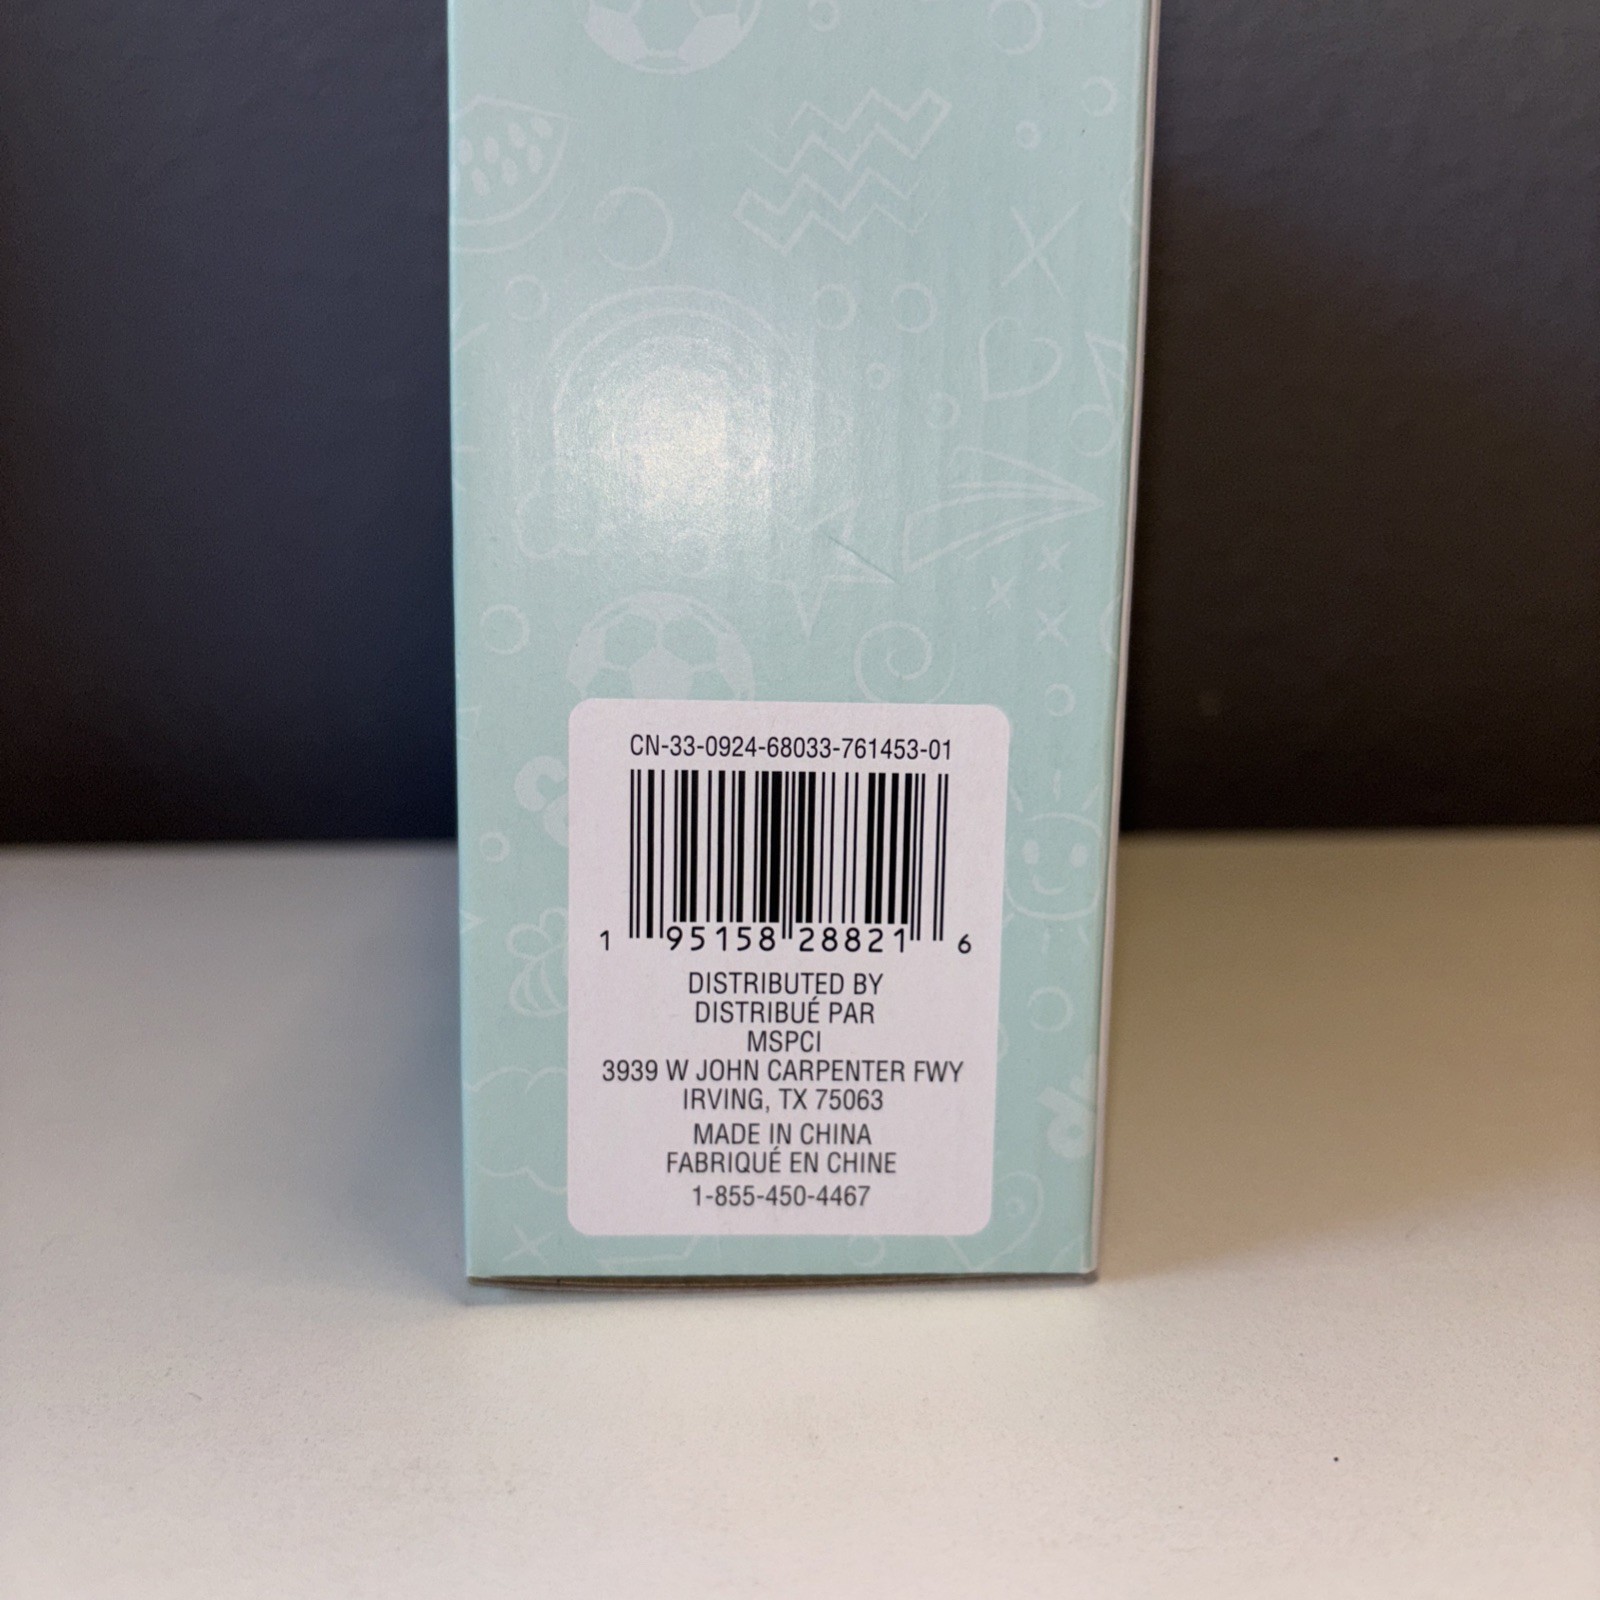 CN-33-0924-68033-761453-01
1 95158 28821 6
DISTRIBUTED BY
DISTRIBUÉ PAR
MSPCI
3939 W JOHN CARPENTER FWY
IRVING, TX 75063
MADE IN CHINA
FABRIQUÉ EN CHINE
1-855-450-4467